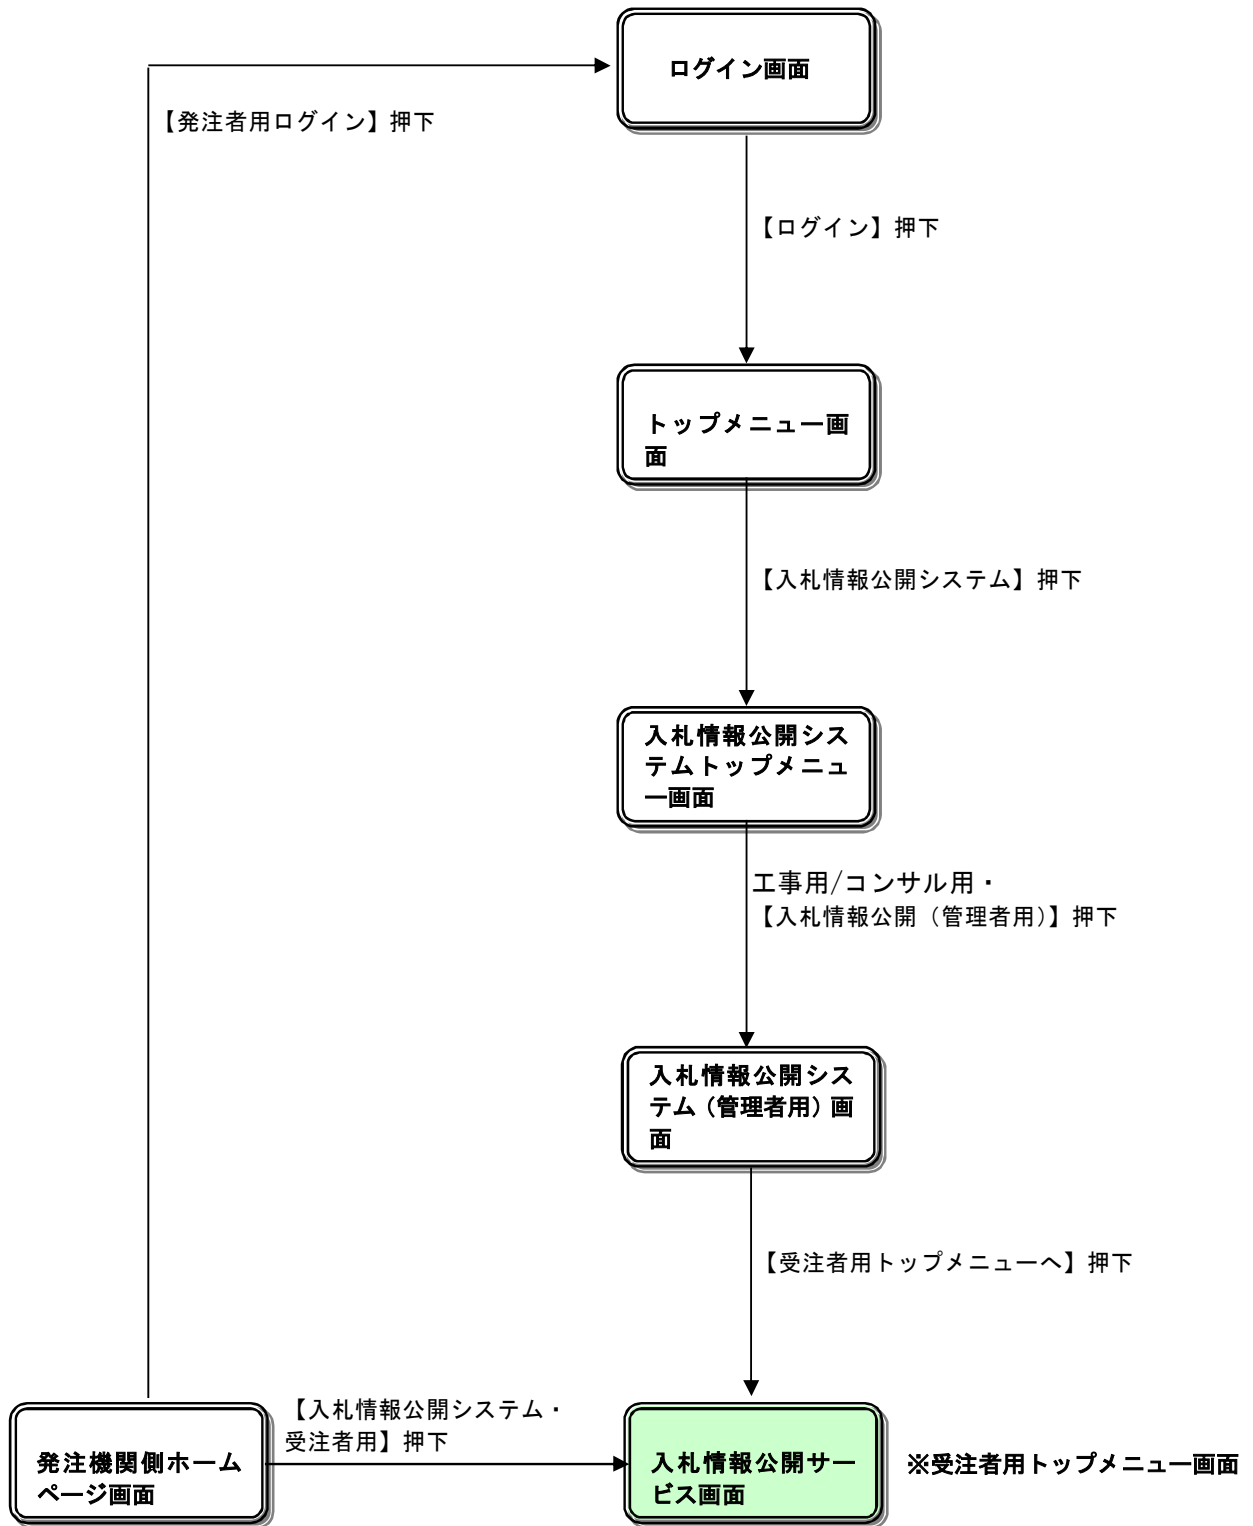 ログイン画面
【発注者用ログイン】押下
【ログイン】押下
トップメニュー画
面
【入札情報公開システム】押下
入札情報公開シス
テムトップメニュ
ー画面
工事用/コンサル用・
【入札情報公開（管理者用）】押下
入札情報公開シス
テム（管理者用）画
面
【受注者用トップメニューへ】押下
【入札情報公開システム・
受注者用】押下
発注機関側ホーム
ページ画面
入札情報公開サー
ビス画面
※受注者用トップメニュー画面